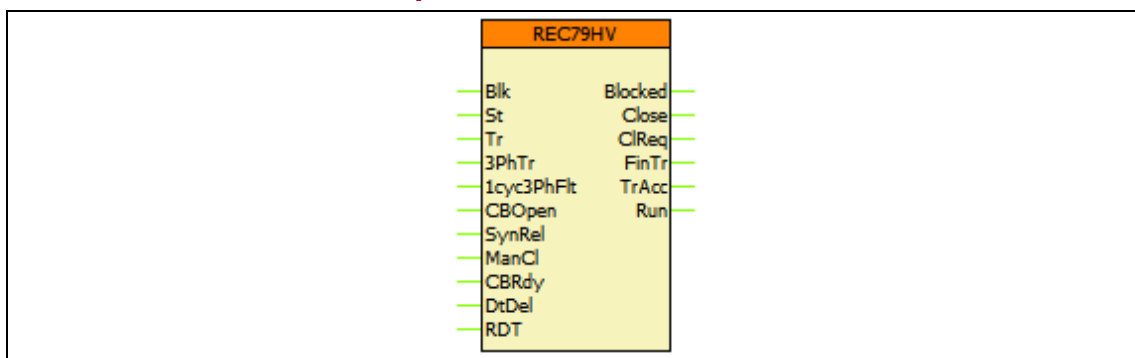 REC79HV
Blk Blocked
St Close
Tr ClReq
3PhTr FinTr
1cyc3PhFlt TrAcc
CBOpen Run
SynRel
ManCl
CBRdy
DtDel
RDT